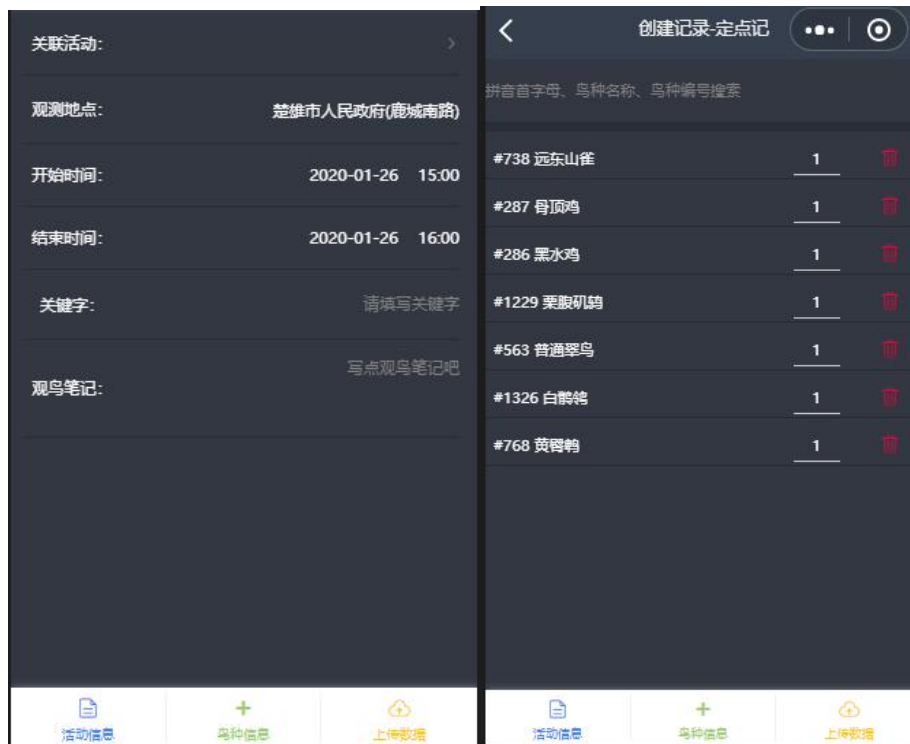 关联活动:
观测地点:
楚雄市人民政府(鹿城南路)
开始时间:
2020-01-26 15:00
结束时间:
2020-01-26 16:00
关键字:
请填写关键字
观鸟笔记:
写点观鸟笔记吧
活动信息
鸟种信息
上传数据
创建记录-定点记
拼音首字母、鸟种名称、鸟种编号搜索
#738 远东山雀
1
#287 骨顶鸡
1
#286 黑水鸡
1
#1229 栗腹矶鸫
1
#563 普通翠鸟
1
#1326 白鹡鸰
1
#768 黄臀鹎
1
活动信息
鸟种信息
上传数据